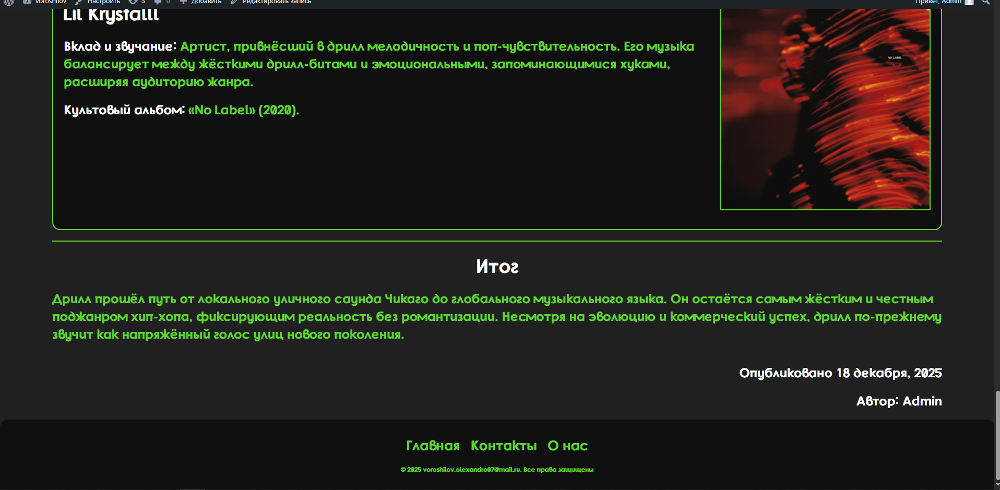 voroshilov Настроить 3 0 Добавить Редактировать запись Привет, Admin
Lil Krystalll
Вклад и звучание: Артист, привнёсший в дрилл мелодичность и поп-чувствительность. Его музыка
балансирует между жёсткими дрилл-битами и эмоциональными, запоминающимися хуками,
расширяя аудиторию жанра.
NO LABEL
Культовый альбом: «No Label» (2020).
Итог
Дрилл прошёл путь от локального уличного саунда Чикаго до глобального музыкального языка. Он остаётся самым жёстким и честным
поджанром хип-хопа, фиксирующим реальность без романтизации. Несмотря на эволюцию и коммерческий успех, дрилл по-прежнему
звучит как напряжённый голос улиц нового поколения.
Опубликовано 18 декабря, 2025
Автор: Admin
Главная Контакты О нас
© 2025 voroshilov.olexandro07@mail.ru. Все права защищены